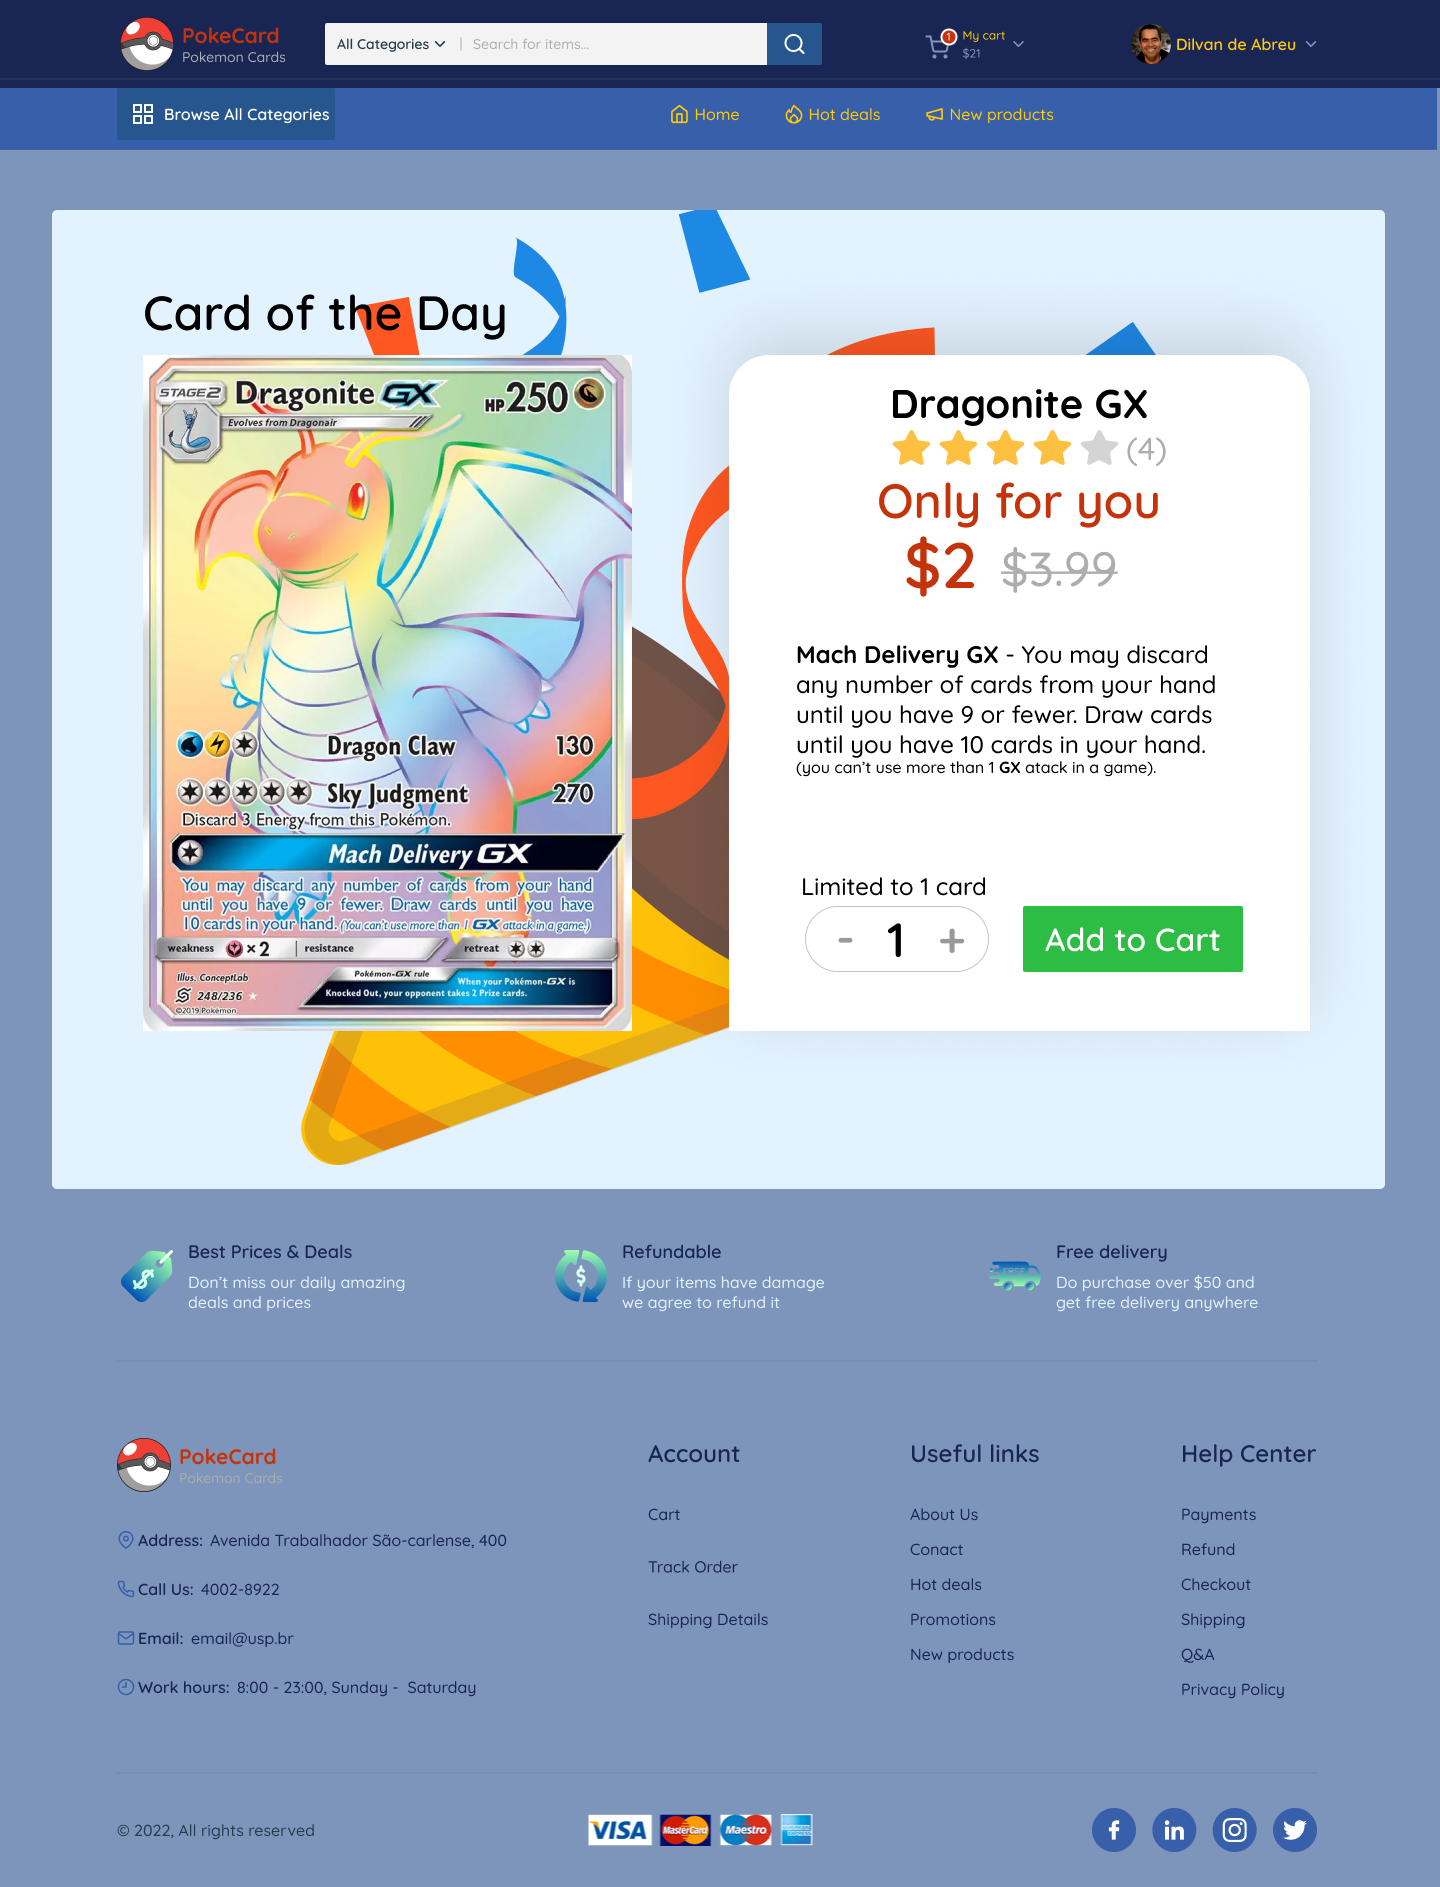 PokeCard
Pokemon Cards
All Categories
Search for items...
1
My cart
$21
Dilvan de Abreu
Browse All Categories
Home
Hot deals
New products
Card of the Day
STAGE 2
Dragonite GX
HP250
Evolves from Dragonair
Dragon Claw 130
Sky Judgment 270
Discard 3 Energy from this Pokémon.
Mach Delivery GX
You may discard any number of cards from your hand
until you have 9 or fewer. Draw cards until you have
10 cards in your hand. (You can't use more than 1 GX attack in a game.)
weakness ×2 resistance retreat
Illus. ConceptLab
248/236
©2019 Pokémon
Pokémon-GX rule When your Pokémon-GX is
Knocked Out, your opponent takes 2 Prize cards.
Dragonite GX
(4)
Only for you
$2 $3.99
Mach Delivery GX - You may discard
any number of cards from your hand
until you have 9 or fewer. Draw cards
until you have 10 cards in your hand.
(you can't use more than 1 GX atack in a game).
Limited to 1 card
- 1 +
Add to Cart
Best Prices & Deals
Don't miss our daily amazing
deals and prices
Refundable
If your items have damage
we agree to refund it
FREE
Free delivery
Do purchase over $50 and
get free delivery anywhere
PokeCard
Pokemon Cards
Address: Avenida Trabalhador São-carlense, 400
Call Us: 4002-8922
Email: email@usp.br
Work hours: 8:00 - 23:00, Sunday - Saturday
Account
Cart
Track Order
Shipping Details
Useful links
About Us
Conact
Hot deals
Promotions
New products
Help Center
Payments
Refund
Checkout
Shipping
Q&A
Privacy Policy
© 2022, All rights reserved
VISA
MasterCard
Maestro
AMERICAN EXPRESS